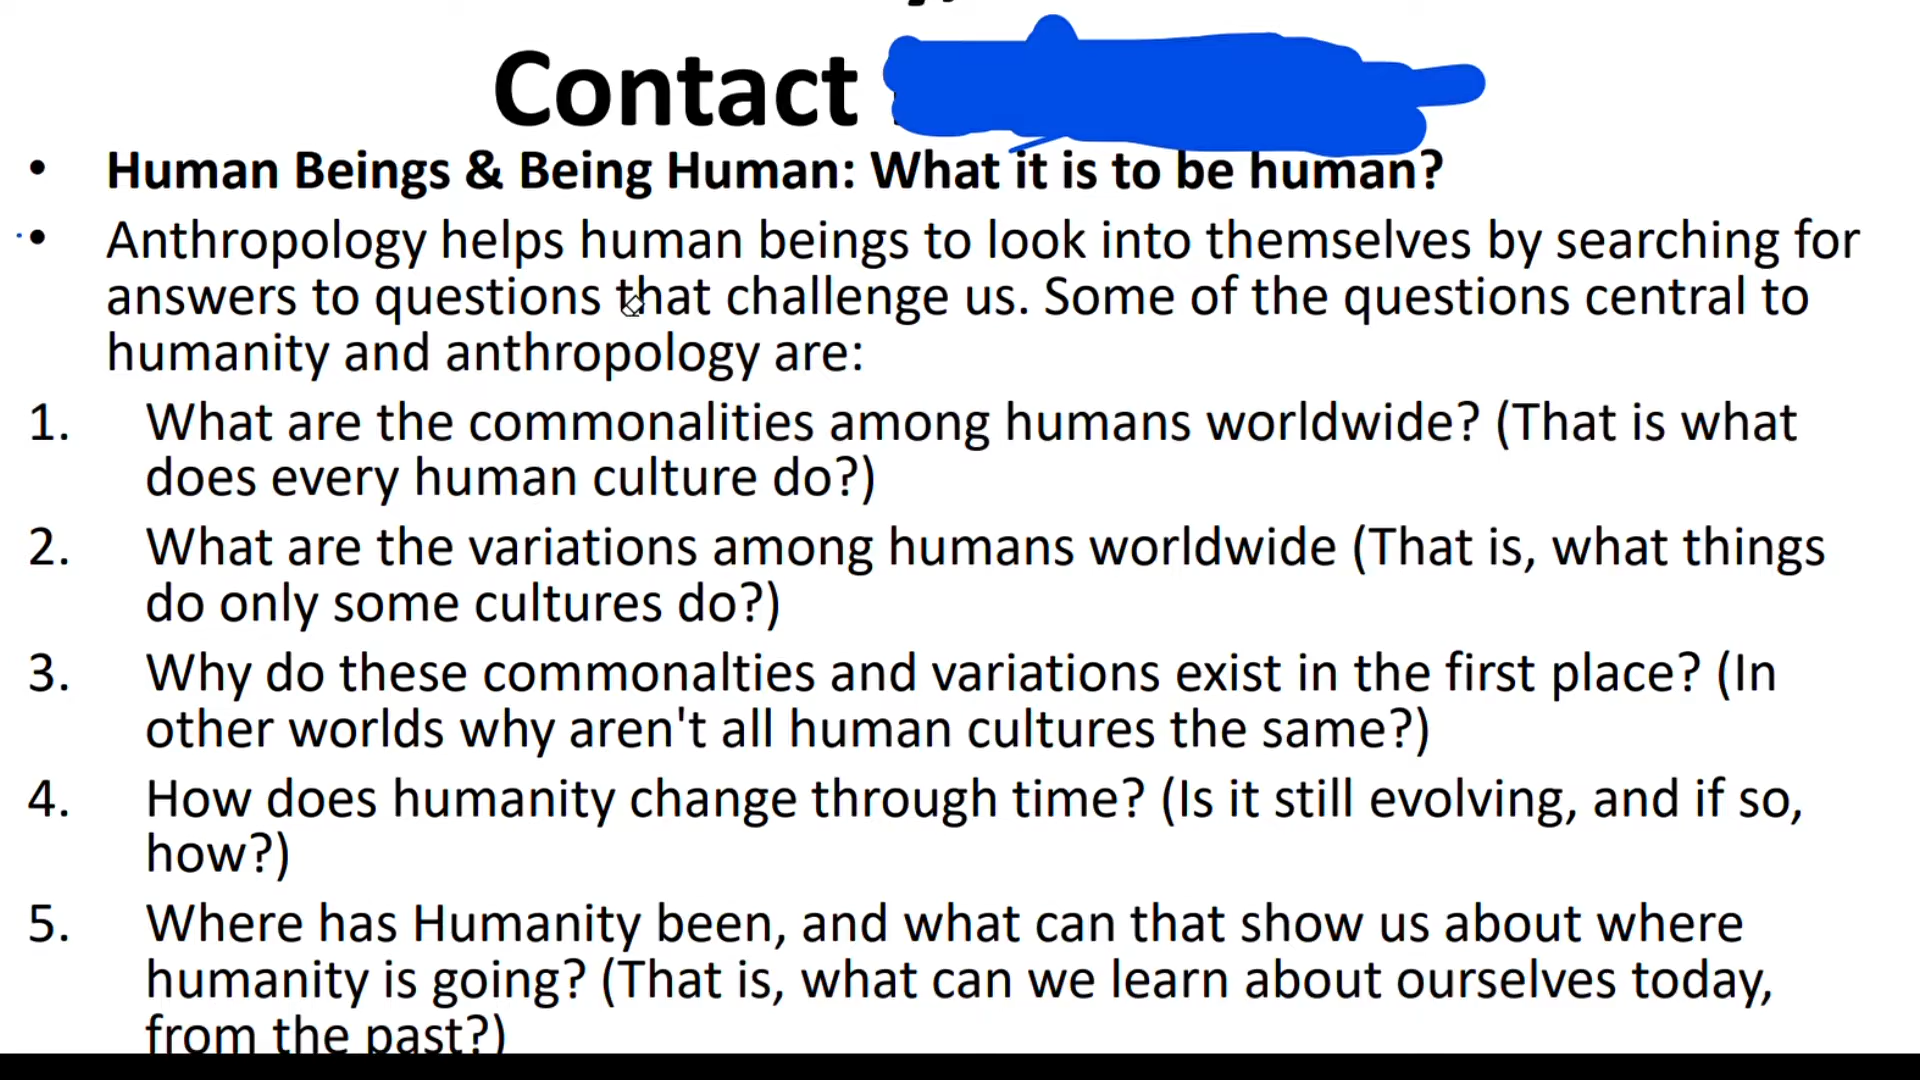 Contact
• Human Beings & Being Human: What it is to be human?
• Anthropology helps human beings to look into themselves by searching for
answers to questions that challenge us. Some of the questions central to
humanity and anthropology are:
1. What are the commonalities among humans worldwide? (That is what
does every human culture do?)
2. What are the variations among humans worldwide (That is, what things
do only some cultures do?)
3. Why do these commonalties and variations exist in the first place? (In
other worlds why aren't all human cultures the same?)
4. How does humanity change through time? (Is it still evolving, and if so,
how?)
5. Where has Humanity been, and what can that show us about where
humanity is going? (That is, what can we learn about ourselves today,
from the past?)